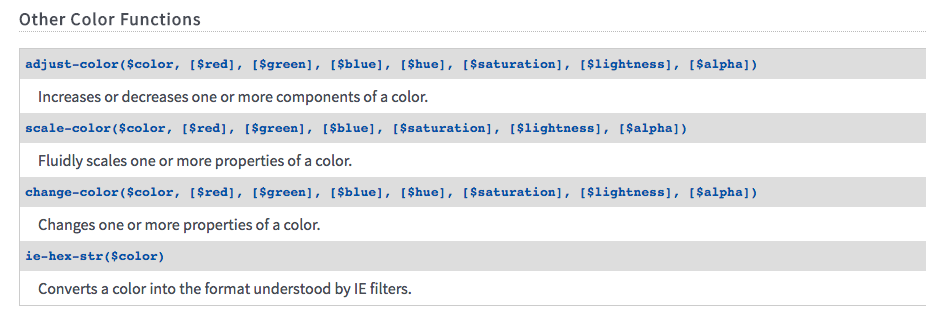 Other Color Functions
adjust-color($color, [$red], [$green], [$blue], [$hue], [$saturation], [$lightness], [$alpha])
Increases or decreases one or more components of a color.
scale-color($color, [$red], [$green], [$blue], [$saturation], [$lightness], [$alpha])
Fluidly scales one or more properties of a color.
change-color($color, [$red], [$green], [$blue], [$hue], [$saturation], [$lightness], [$alpha])
Changes one or more properties of a color.
ie-hex-str($color)
Converts a color into the format understood by IE filters.